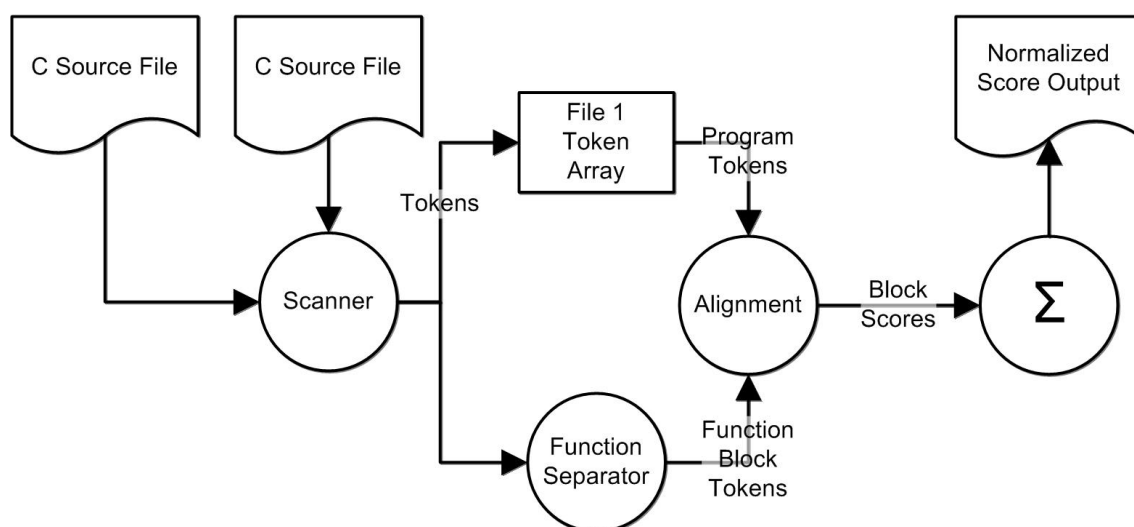 C Source File
C Source File
Normalized
Score Output
File 1
Token
Array
Program
Tokens
Tokens
Scanner
Alignment
Block
Scores
Σ
Function
Separator
Function
Block
Tokens